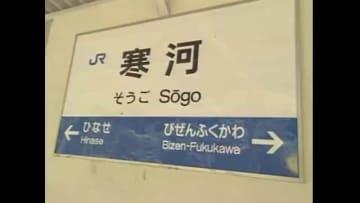 JR 寒河
そうご Sōgo
← ひなせ びぜんふくかわ →
Hinase Bizen-Fukukawa